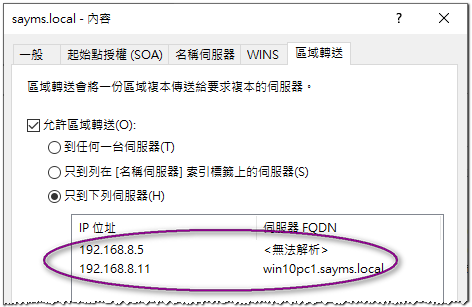 sayms.local - 內容
一般 起始點授權 (SOA) 名稱伺服器 WINS 區域轉送
區域轉送會將一份區域複本傳送給要求複本的伺服器。
允許區域轉送(O):
到任何一台伺服器(T)
只到列在 [名稱伺服器] 索引標籤上的伺服器(S)
只到下列伺服器(H)
IP 位址 伺服器 FQDN
192.168.8.5 <無法解析>
192.168.8.11 win10pc1.sayms.local